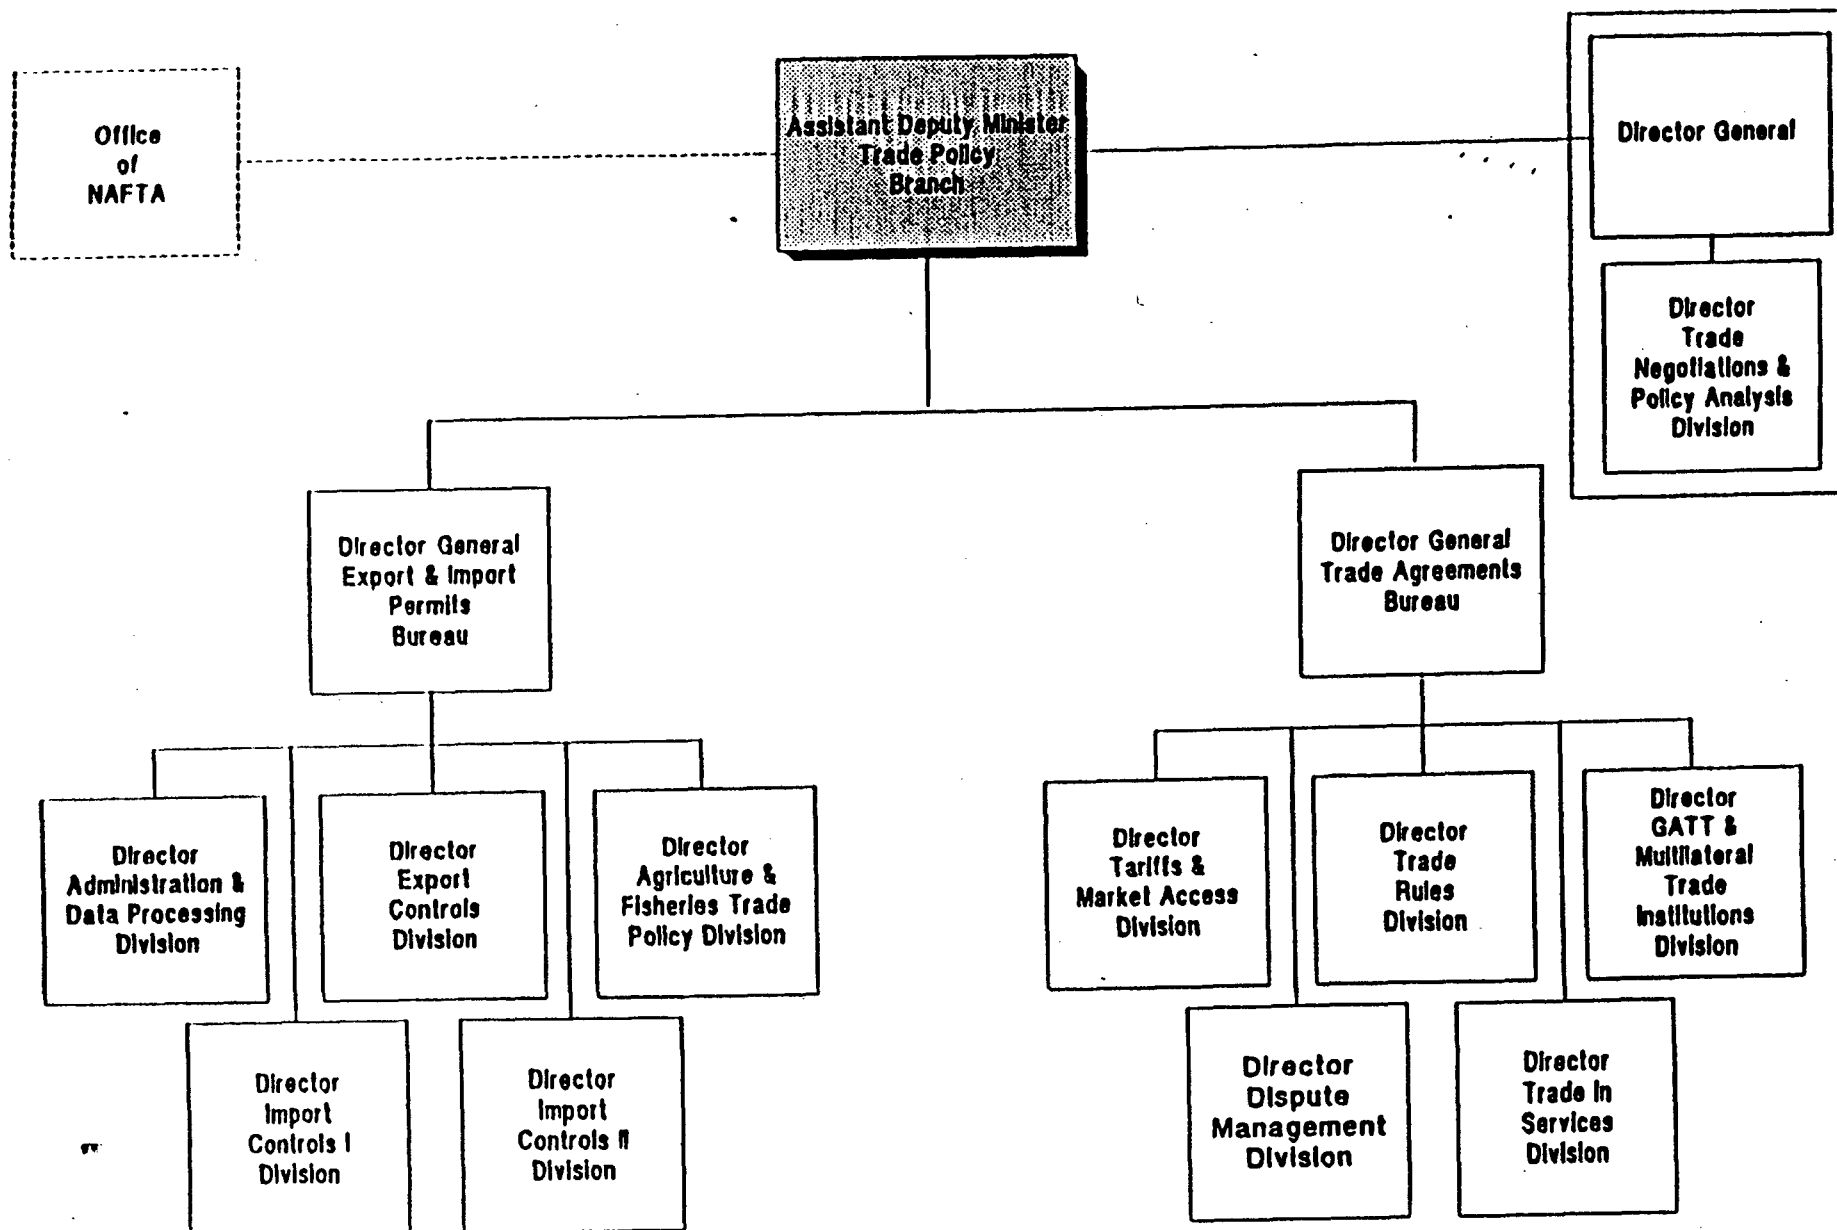 Office
of
NAFTA
Assistant Deputy Minister
Trade Policy
Branch
Director General
Director
Trade
Negotiations &
Policy Analysis
Division
Director General
Export & Import
Permits
Bureau
Director General
Trade Agreements
Bureau
Director
Administration &
Data Processing
Division
Director
Export
Controls
Division
Director
Agriculture &
Fisheries Trade
Policy Division
Director
Tariffs &
Market Access
Division
Director
Trade
Rules
Division
Director
GATT &
Multilateral
Trade
Institutions
Division
Director
Import
Controls I
Division
Director
Import
Controls II
Division
Director
Dispute
Management
Division
Director
Trade in
Services
Division